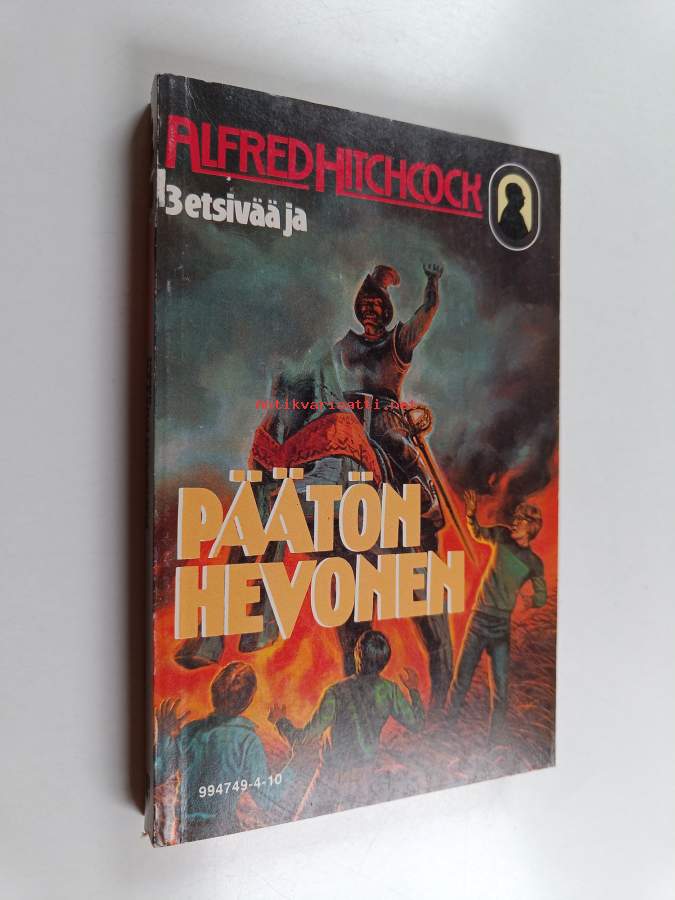 ALFRED HITCHCOCK
3 etsivää ja
antikvariaatti.net
PÄÄTÖN
HEVONEN
994749-4-10